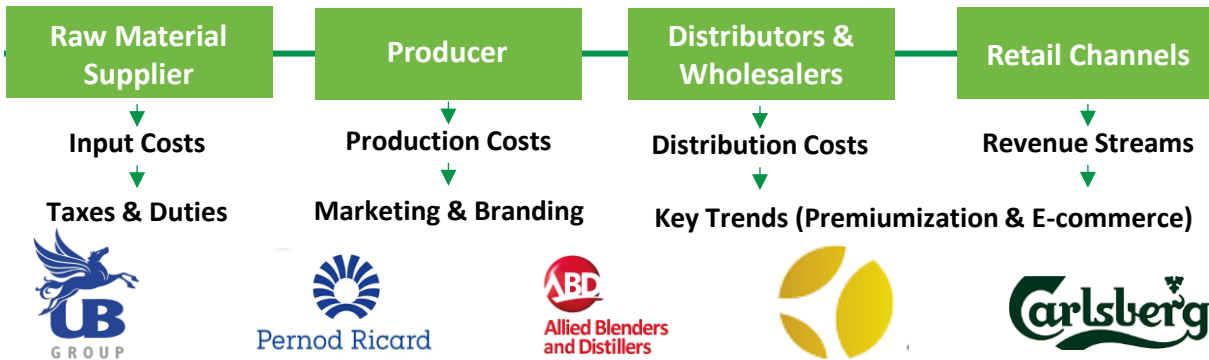 Raw Material
Supplier
Producer
Distributors &
Wholesalers
Retail Channels
Input Costs
Production Costs
Distribution Costs
Revenue Streams
Taxes & Duties
Marketing & Branding
Key Trends (Premiumization & E-commerce)
UB
GROUP
Pernod Ricard
ABD
Allied Blenders
and Distillers
Carlsberg